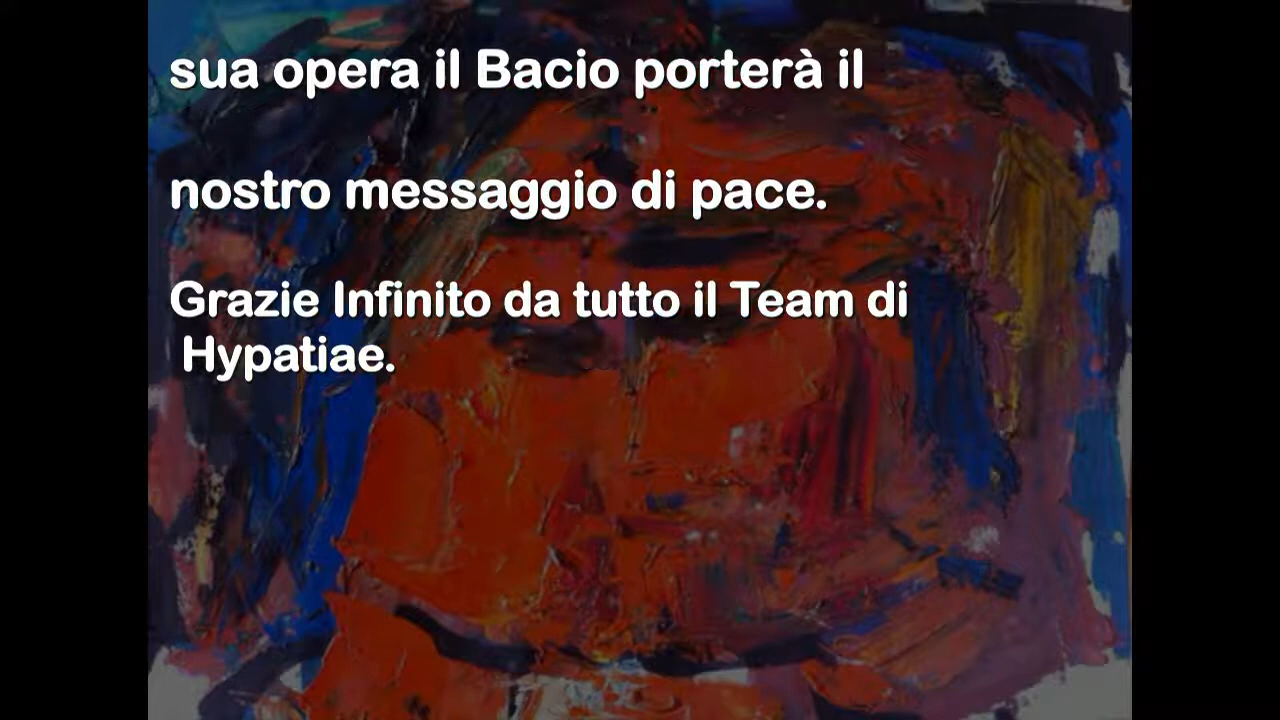 sua opera il Bacio porterà il
nostro messaggio di pace.
Grazie Infinito da tutto il Team di
Hypatiae.